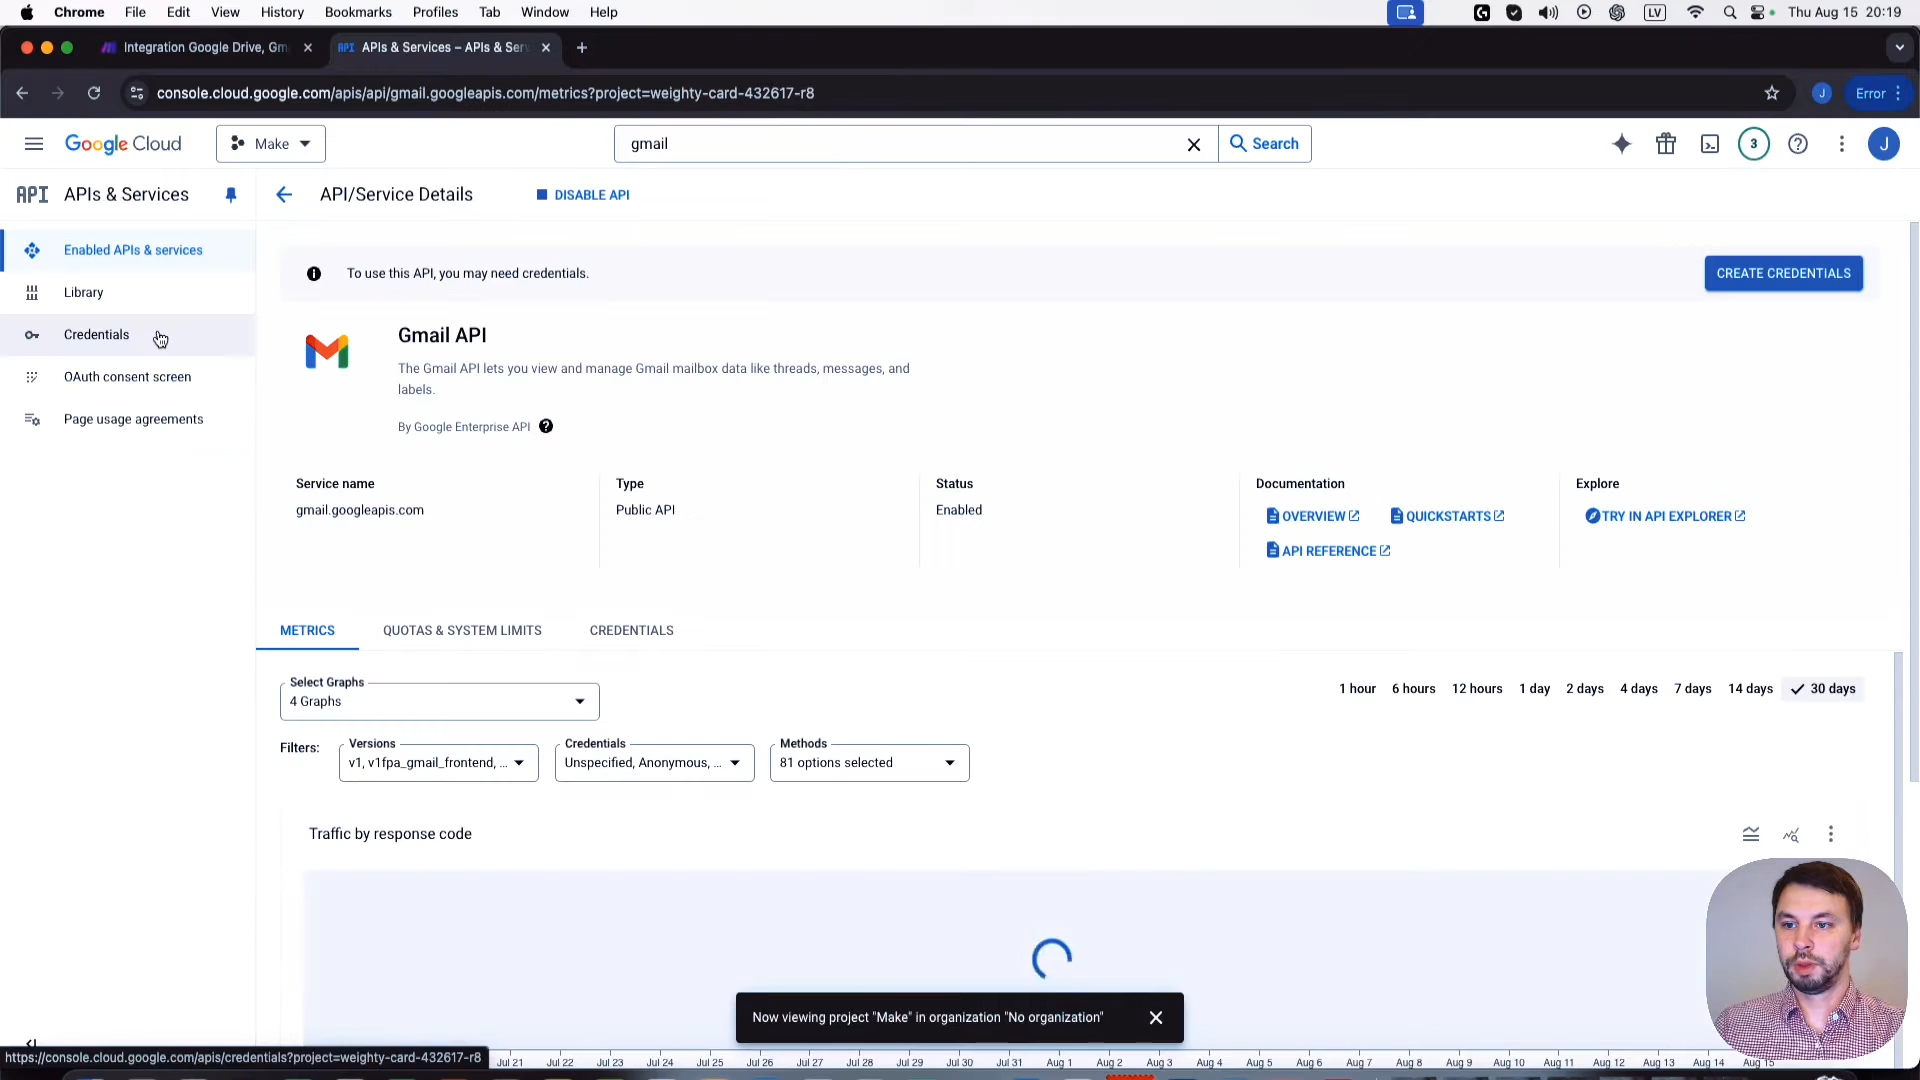 Chrome File Edit View History Bookmarks Profiles Tab Window Help LV Thu Aug 15 20:19
Integration Google Drive, Gm API APIs & Services – APIs & Ser
console.cloud.google.com/apis/api/gmail.googleapis.com/metrics?project=weighty-card-432617-r8 J Error
Google Cloud Make gmail Search 3 J
API APIs & Services API/Service Details DISABLE API
Enabled APIs & services
Library
Credentials
OAuth consent screen
Page usage agreements
To use this API, you may need credentials. CREATE CREDENTIALS
Gmail API
The Gmail API lets you view and manage Gmail mailbox data like threads, messages, and
labels.
By Google Enterprise API
Service name Type Status Documentation Explore
gmail.googleapis.com Public API Enabled OVERVIEW QUICKSTARTS TRY IN API EXPLORER
API REFERENCE
METRICS QUOTAS & SYSTEM LIMITS CREDENTIALS
Select Graphs
4 Graphs
1 hour 6 hours 12 hours 1 day 2 days 4 days 7 days 14 days 30 days
Filters: Versions Credentials Methods
v1, v1fpa_gmail_frontend, ... Unspecified, Anonymous, ... 81 options selected
Traffic by response code
Now viewing project "Make" in organization "No organization"
https://console.cloud.google.com/apis/credentials?project=weighty-card-432617-r8
Jul 21 Jul 22 Jul 23 Jul 24 Jul 25 Jul 26 Jul 27 Jul 28 Jul 29 Jul 30 Jul 31 Aug 1 Aug 2 Aug 3 Aug 4 Aug 5 Aug 6 Aug 7 Aug 8 Aug 9 Aug 10 Aug 11 Aug 12 Aug 13 Aug 14 Aug 15